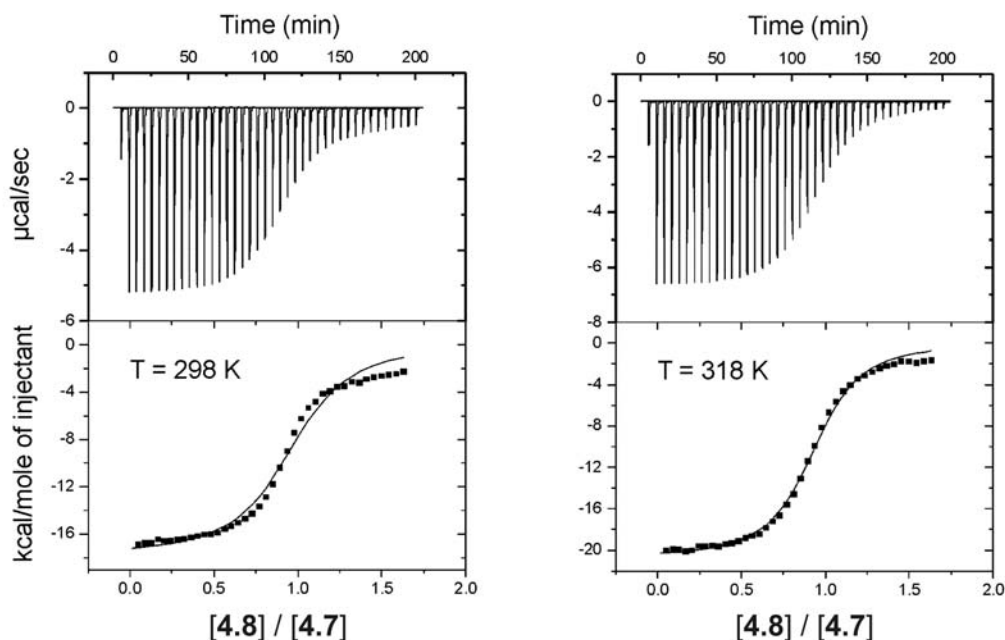 Time (min)
0 50 100 150 200
0
-2
-4
-6
µcal/sec
0
-4
-8
-12
-16
kcal/mole of injectant
T = 298 K
0.0 0.5 1.0 1.5 2.0
[4.8] / [4.7]
Time (min)
0 50 100 150 200
0
-2
-4
-6
-8
0
-4
-8
-12
-16
-20
T = 318 K
0.0 0.5 1.0 1.5 2.0
[4.8] / [4.7]